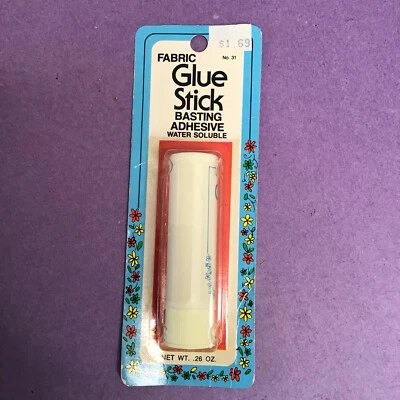 $1.69
FABRIC
No. 31
Glue
Stick
BASTING
ADHESIVE
WATER SOLUBLE
NET WT. .26 OZ.